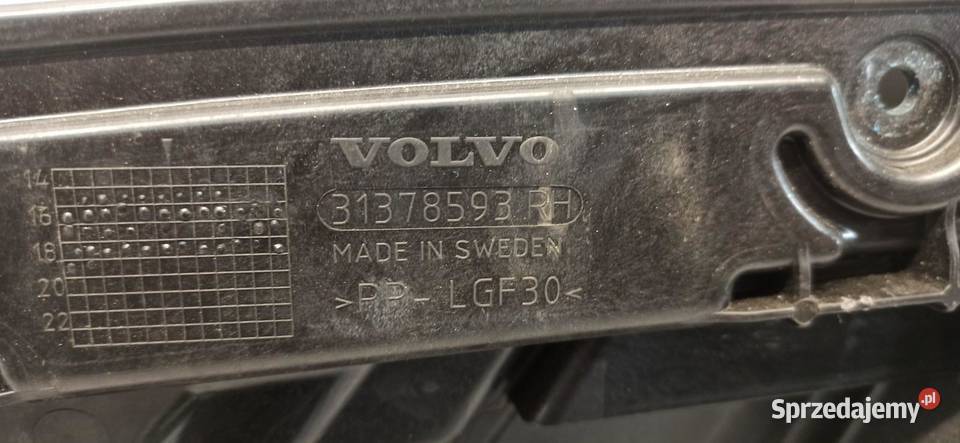 VOLVO
31378593 RH
MADE IN SWEDEN
>PP- LGF30<
14
16
18
20
22
Sprzedajemy.pl